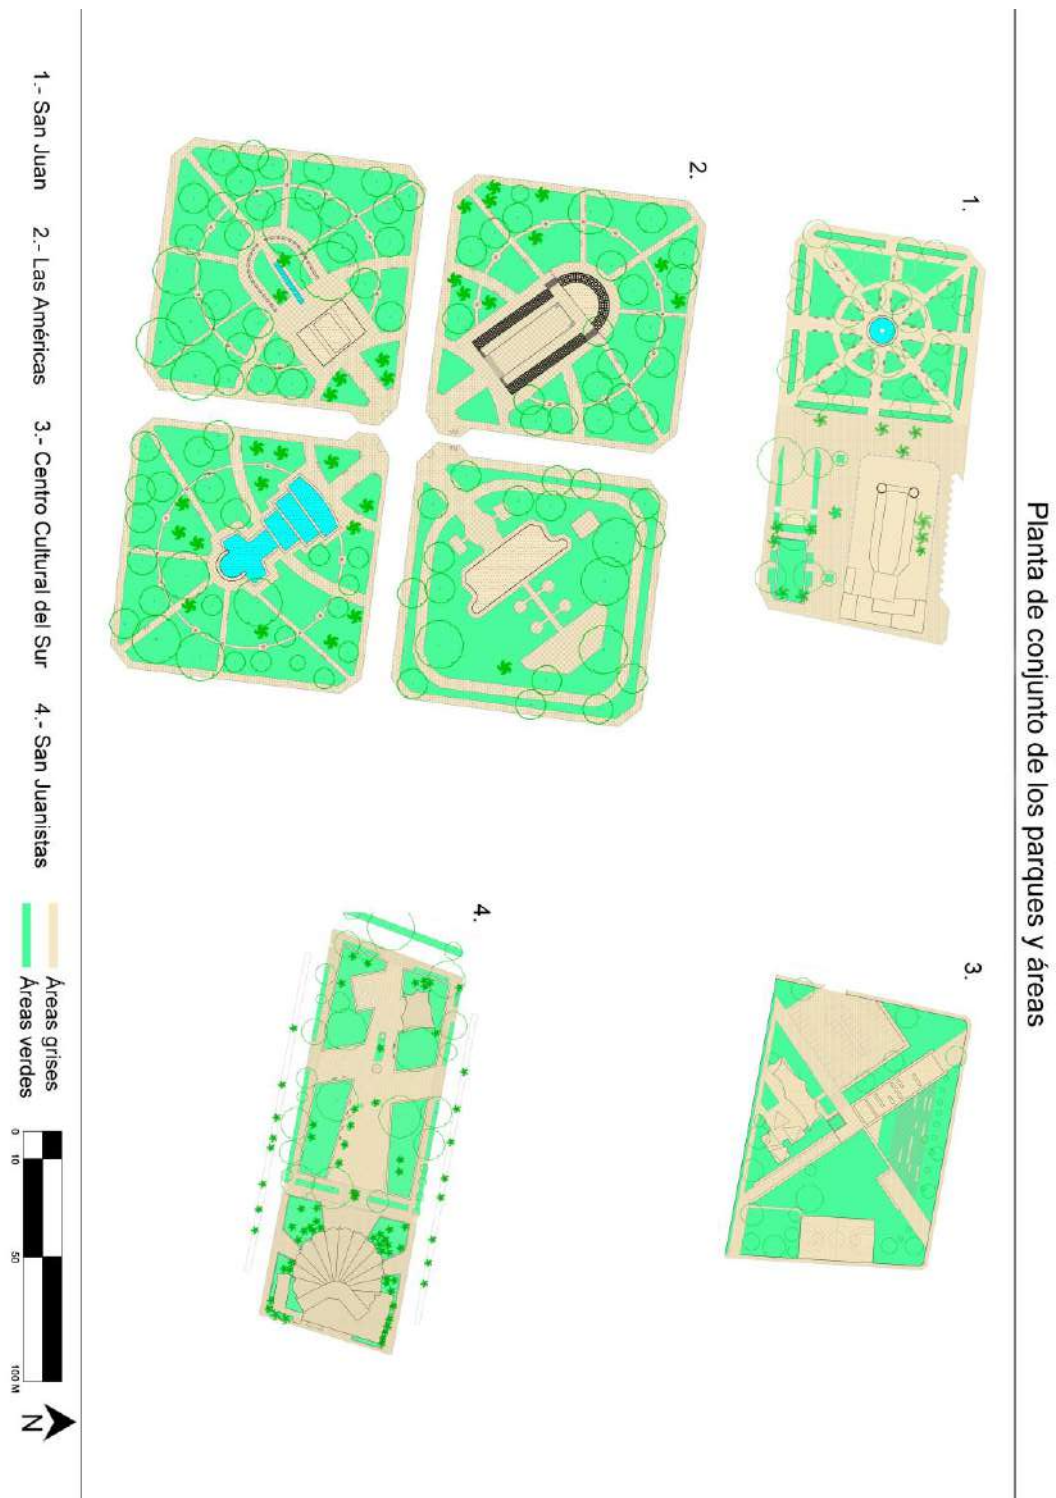 Planta de conjunto de los parques y áreas
1.
2.
3.
4.
1.- San Juan 2.- Las Américas 3.- Centro Cultural del Sur 4.- San Juanistas
Áreas grises
Áreas verdes
0 10 50 100 M
N